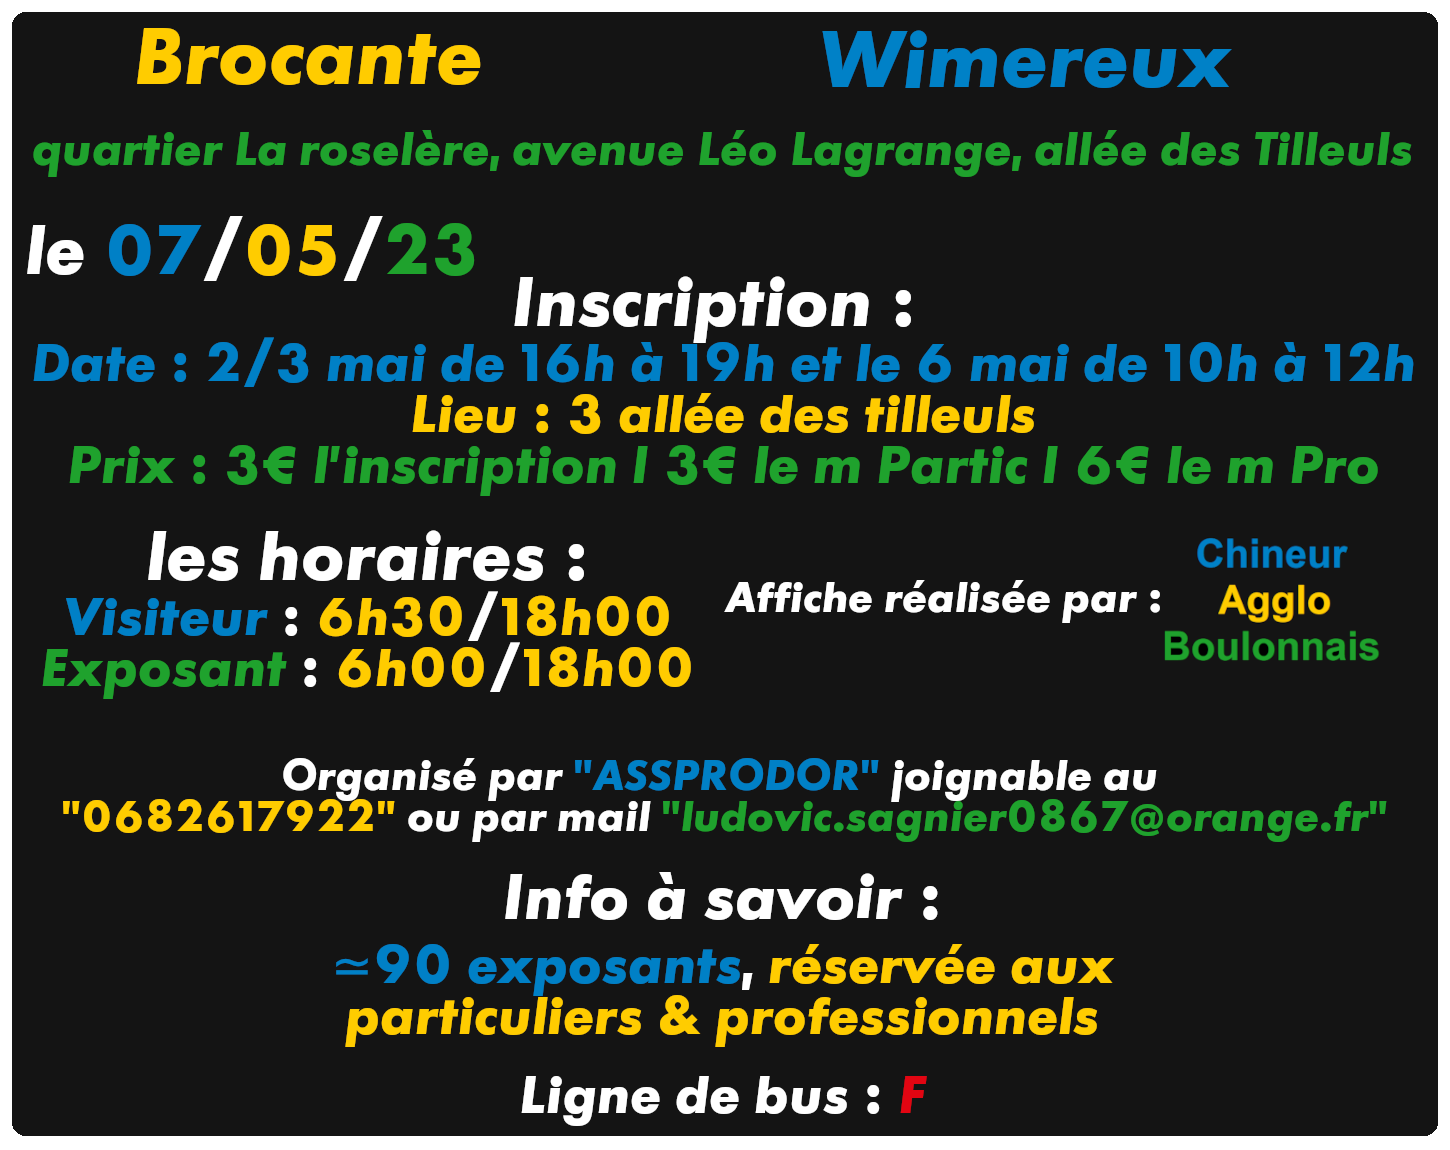 Brocante Wimereux
quartier La roselère, avenue Léo Lagrange, allée des Tilleuls
le 07/05/23
Inscription :
Date : 2/3 mai de 16h à 19h et le 6 mai de 10h à 12h
Lieu : 3 allée des tilleuls
Prix : 3€ l'inscription l 3€ le m Partic l 6€ le m Pro
les horaires :
Visiteur : 6h30/18h00
Exposant : 6h00/18h00
Affiche réalisée par :
Chineur
Agglo
Boulonnais
Organisé par "ASSPRODOR" joignable au
"0682617922" ou par mail "ludovic.sagnier0867@orange.fr"
Info à savoir :
≃90 exposants, réservée aux
particuliers & professionnels
Ligne de bus : F